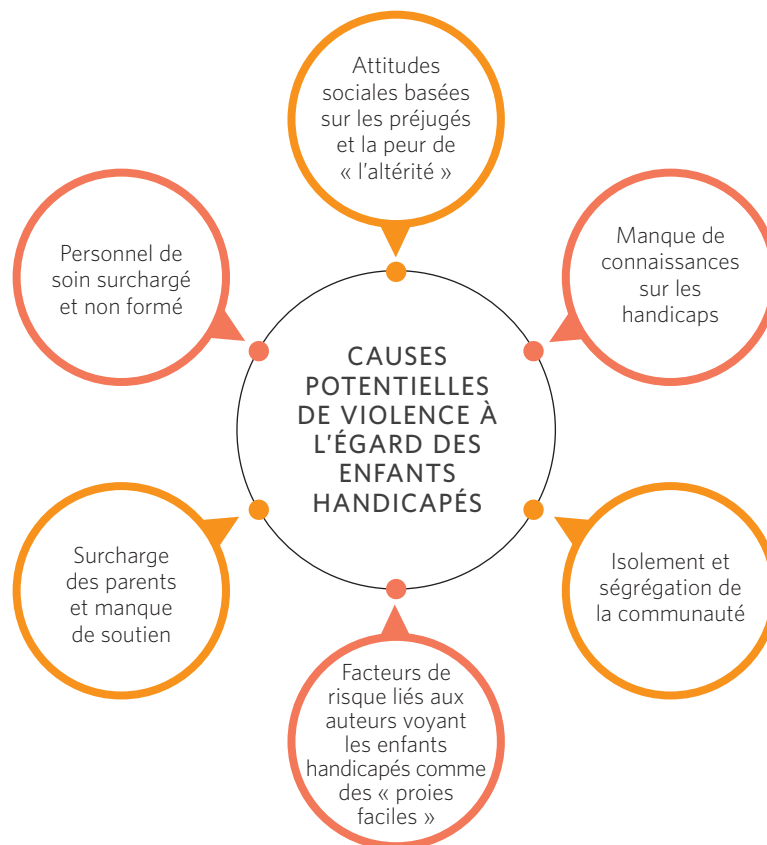 Attitudes
sociales basées
sur les préjugés
et la peur de
« l'altérité »
Personnel de
soin surchargé
et non formé
Manque de
connaissances
sur les
handicaps
CAUSES
POTENTIELLES
DE VIOLENCE À
L'ÉGARD DES
ENFANTS
HANDICAPÉS
Surcharge
des parents
et manque
de soutien
Isolement et
ségrégation de
la communauté
Facteurs de
risque liés aux
auteurs voyant
les enfants
handicapés comme
des « proies
faciles »